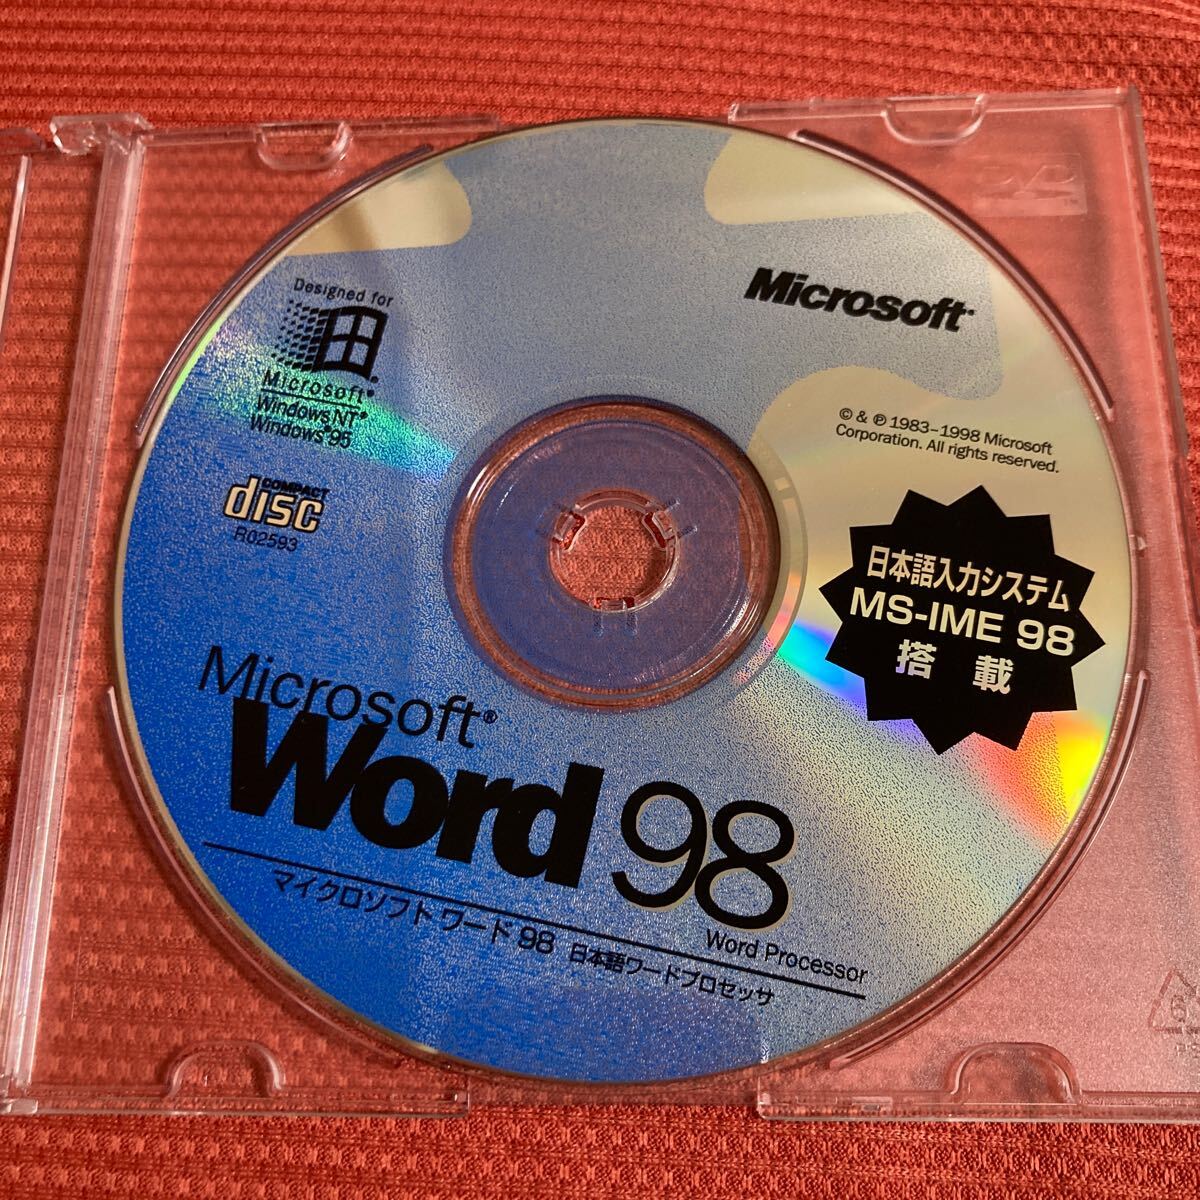 Designed for
Microsoft®
Windows NT®
Windows®95
COMPACT
disc
R02593
Microsoft®
© & ℗ 1983–1998 Microsoft
Corporation. All rights reserved.
日本語入力システム
MS-IME 98
搭 載
Microsoft®
Word 98
Word Processor
マイクロソフト ワード 98 日本語ワードプロセッサ
DVD